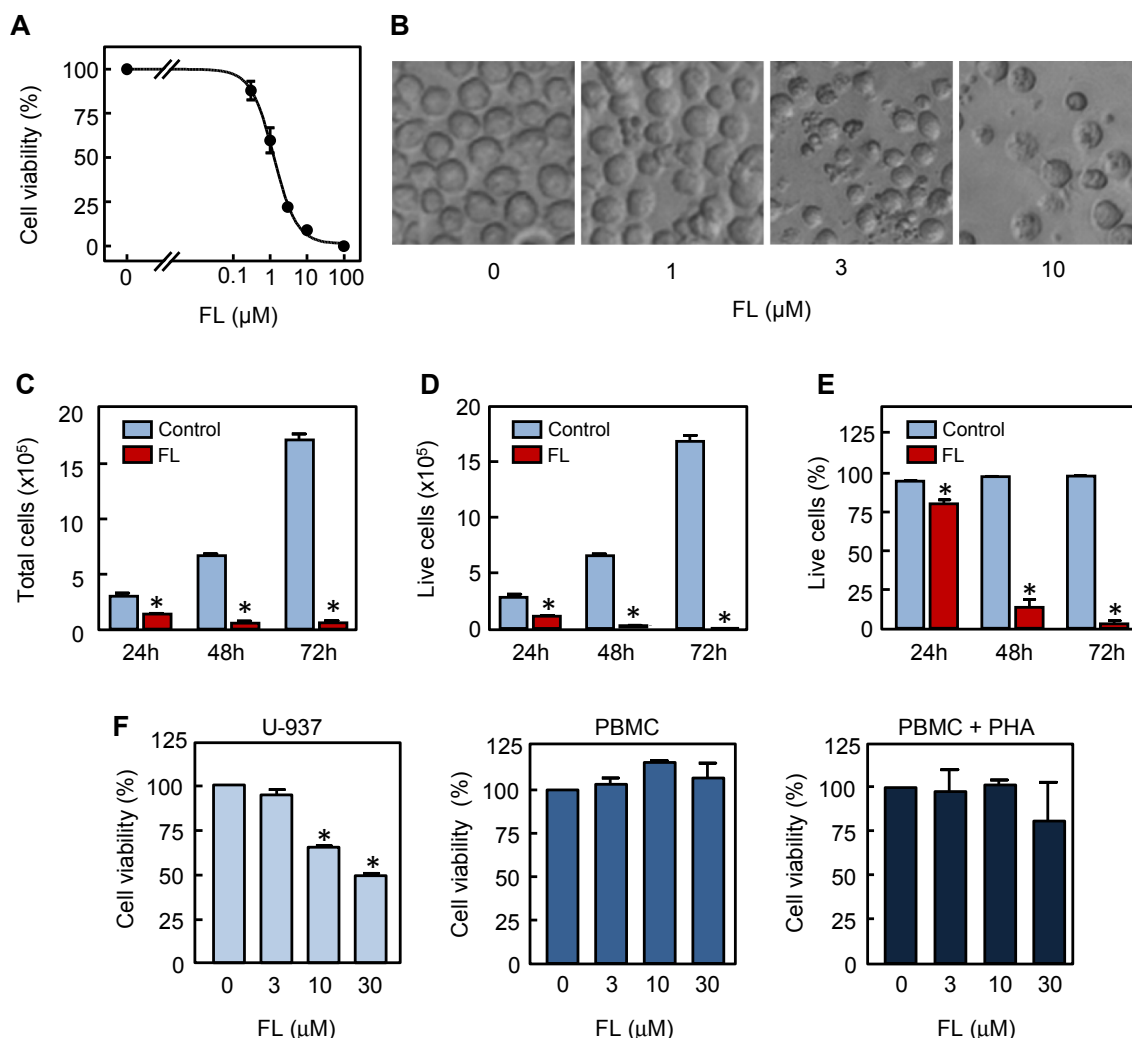 A
Cell viability (%)
100
75
50
25
0
0
0.1
1
10
100
FL (µM)
B
0
1
3
10
FL (µM)
C
Total cells (x10⁵)
20
15
10
5
0
Control
FL
*
*
*
24h
48h
72h
D
Live cells (x10⁵)
20
15
10
5
0
Control
FL
*
*
*
24h
48h
72h
E
Live cells (%)
125
100
75
50
25
0
Control
FL
*
*
*
24h
48h
72h
F
U-937
Cell viability (%)
125
100
75
50
25
0
*
*
0
3
10
30
FL (µM)
PBMC
Cell viability (%)
125
100
75
50
25
0
0
3
10
30
FL (µM)
PBMC + PHA
Cell viability (%)
125
100
75
50
25
0
0
3
10
30
FL (µM)